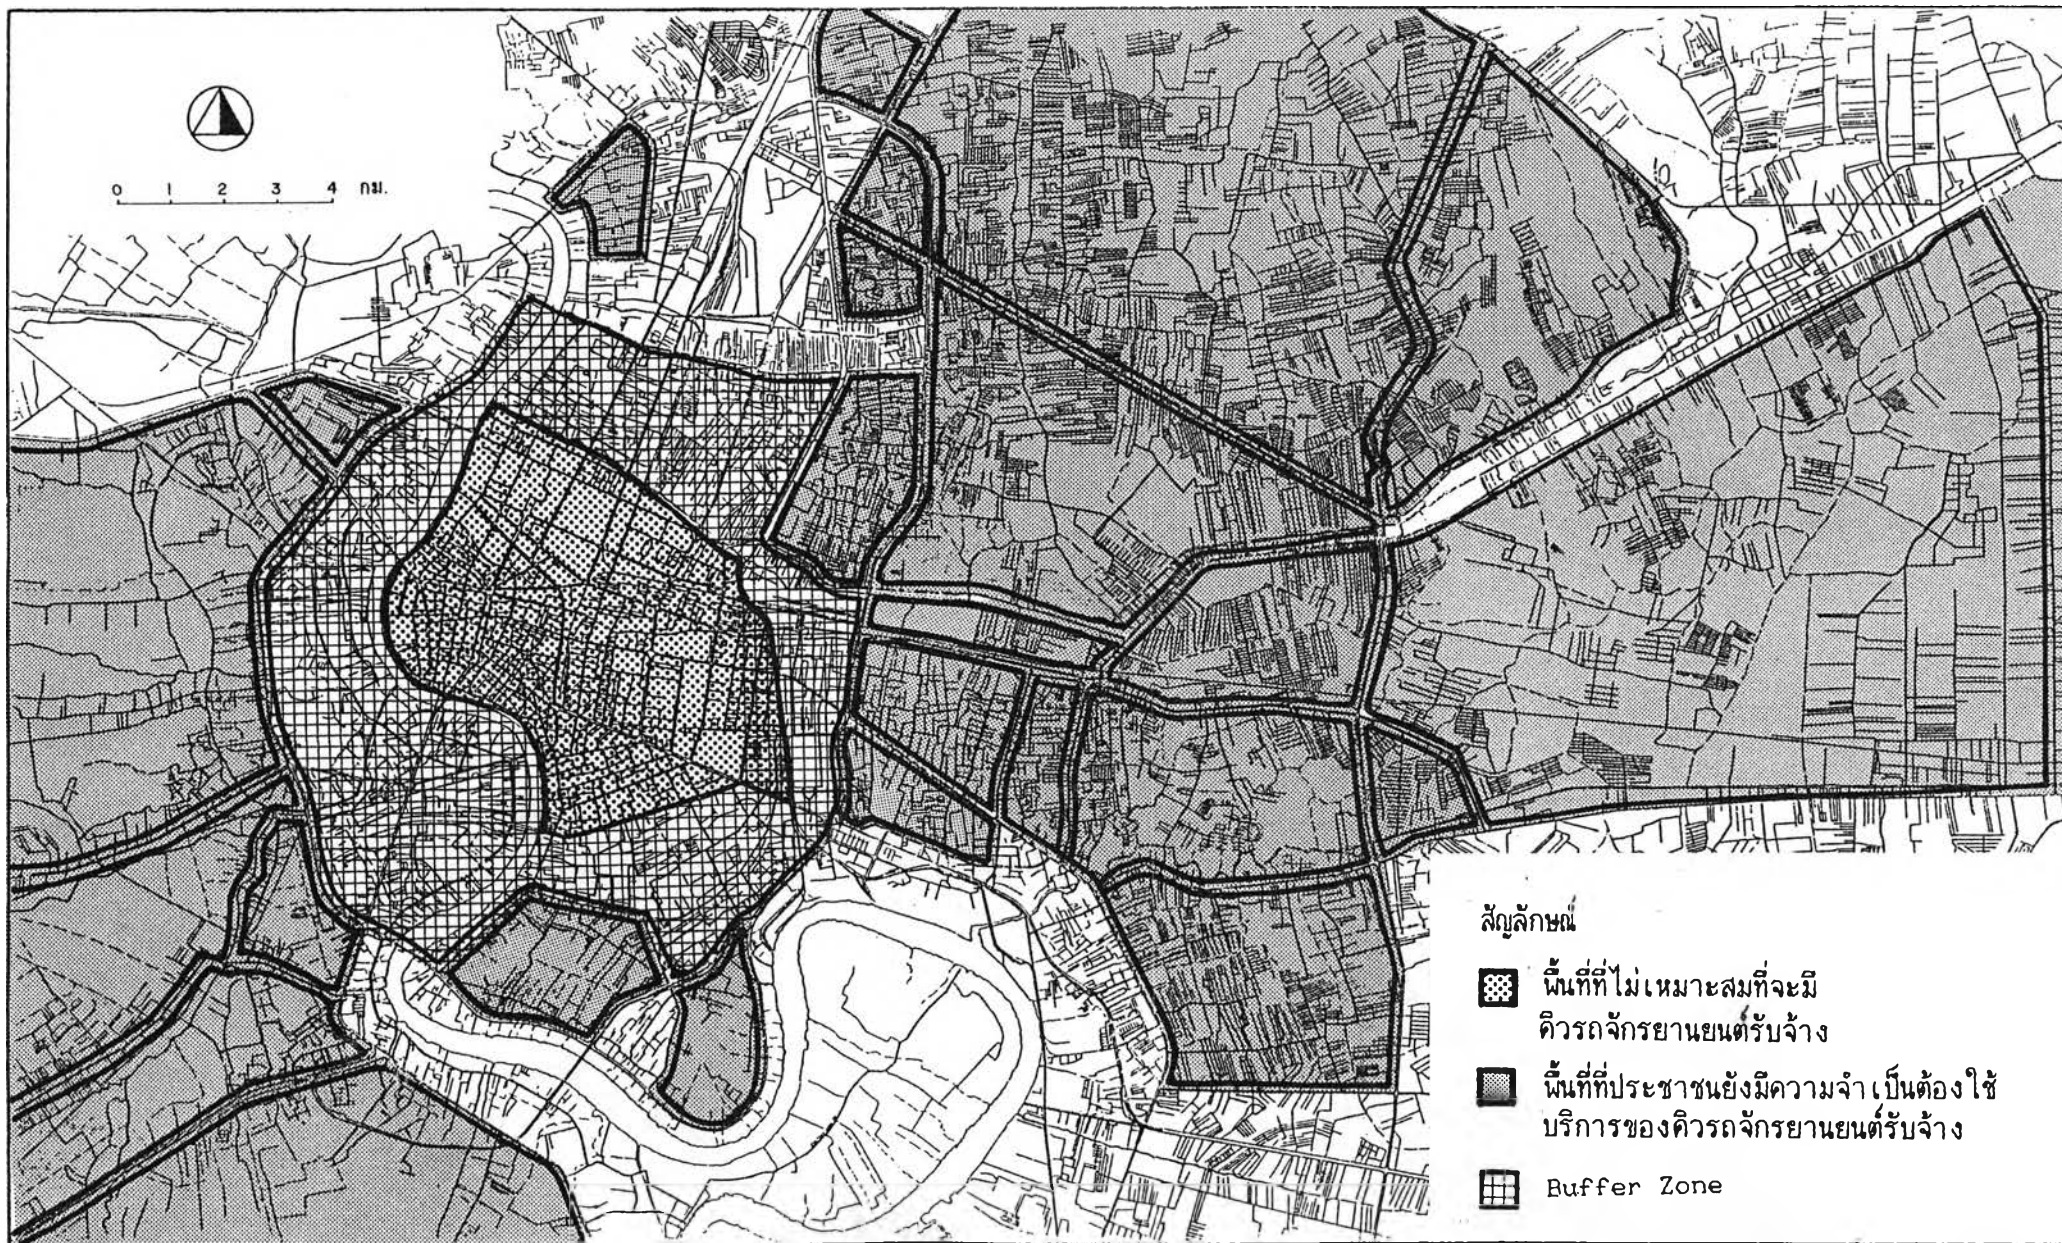 0 1 2 3 4 กม.
สัญลักษณ์
พื้นที่ที่ไม่เหมาะสมที่จะมี
คิวรถจักรยานยนต์รับจ้าง
พื้นที่ที่ประชาชนยังมีความจำเป็นต้องใช้
บริการของคิวรถจักรยานยนต์รับจ้าง
Buffer Zone